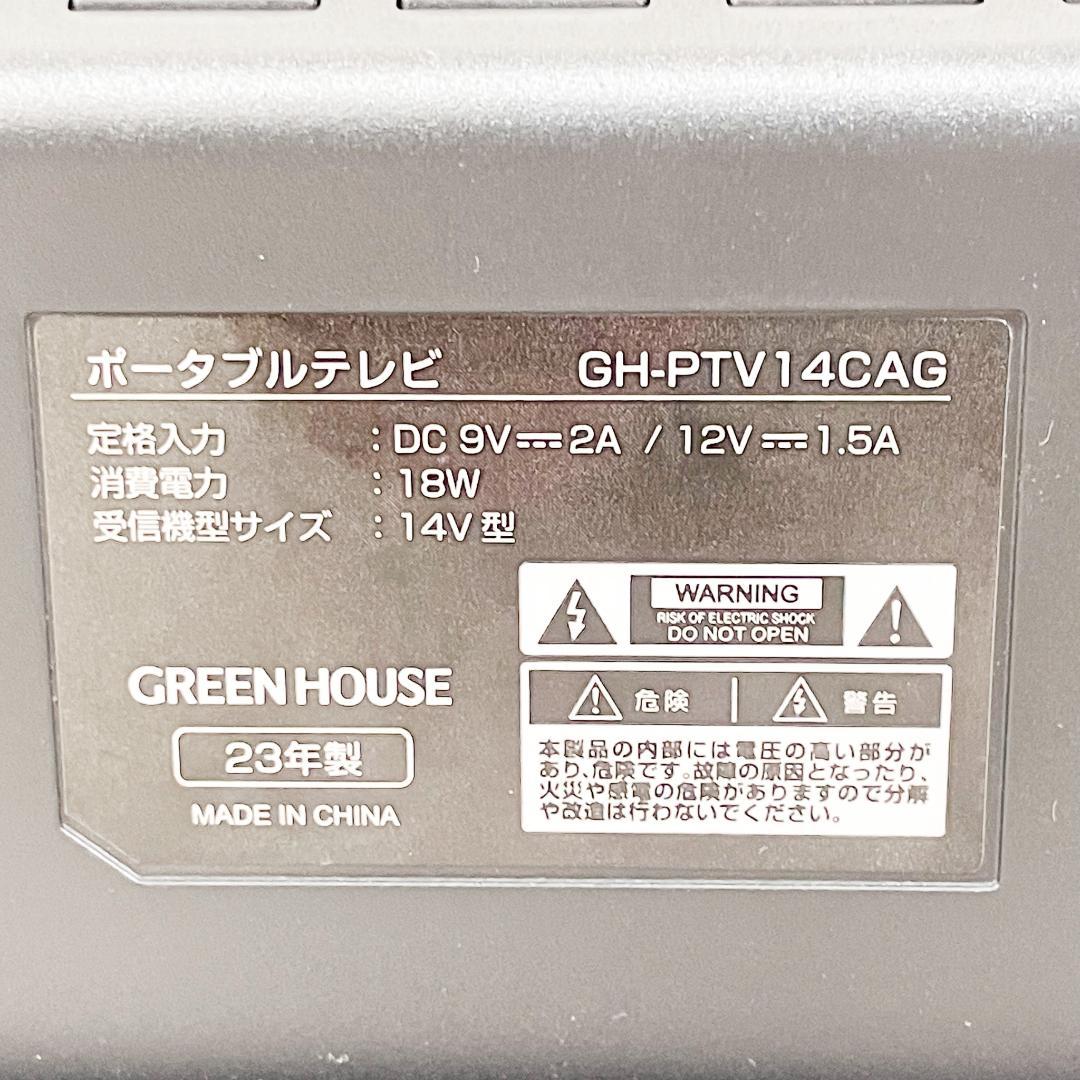 ポータブルテレビ GH-PTV14CAG
定格入力 : DC 9V⎓2A / 12V⎓1.5A
消費電力 : 18W
受信機型サイズ : 14V 型
WARNING
RISK OF ELECTRIC SHOCK
DO NOT OPEN
GREEN HOUSE
23年製
MADE IN CHINA
危険 警告
本製品の内部には電圧の高い部分が
あり、危険です。故障の原因となったり、
火災や感電の危険がありますので分解
や改造は行わないでください。